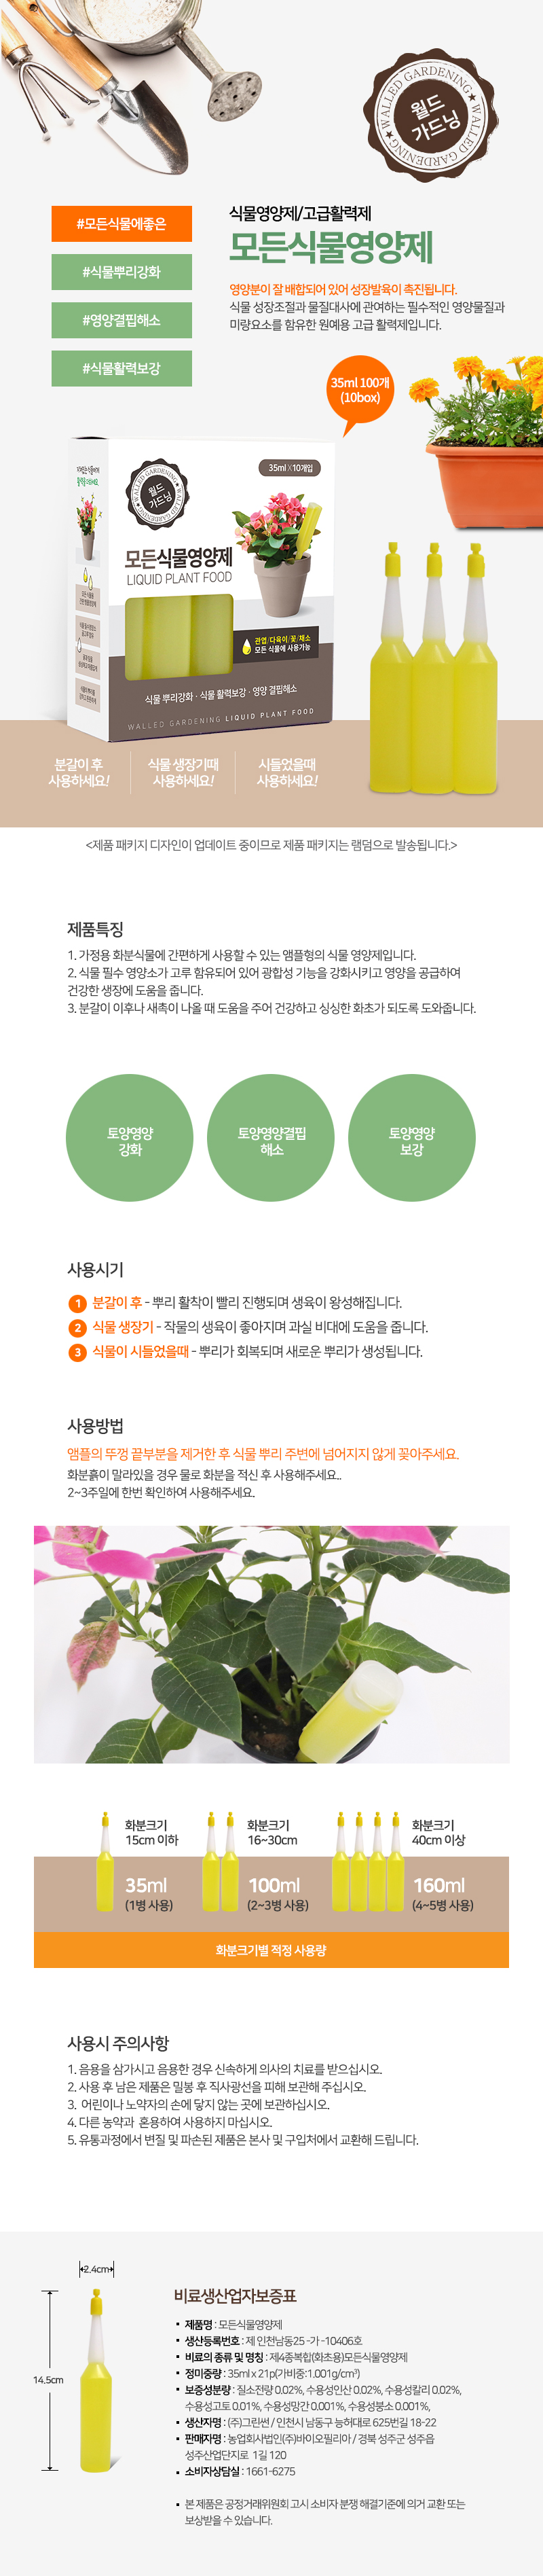 WALLED GARDENING
월드
가드닝
WALLED GARDENING
#모든식물에좋은
#식물뿌리강화
#영양결핍해소
#식물활력보강
식물영양제/고급활력제
모든식물영양제
영양분이 잘 배합되어 있어 성장발육이 촉진됩니다.
식물 성장조절과 물질대사에 관여하는 필수적인 영양물질과
미량요소를 함유한 원예용 고급 활력제입니다.
35ml 100개
(10box)
35ml X10개입
WALLED GARDENING
월드
가드닝
WALLED GARDENING
모든식물영양제
LIQUID PLANT FOOD
관엽/다육이/꽃/채소
모든 식물에 사용가능
식물 뿌리강화 · 식물 활력보강 · 영양 결핍해소
WALLED GARDENING LIQUID PLANT FOOD
분갈이 후
사용하세요!
식물 생장기때
사용하세요!
시들었을때
사용하세요!
<제품 패키지 디자인이 업데이트 중이므로 제품 패키지는 램덤으로 발송됩니다.>
제품특징
1. 가정용 화분식물에 간편하게 사용할 수 있는 앰플형의 식물 영양제입니다.
2. 식물 필수 영양소가 고루 함유되어 있어 광합성 기능을 강화시키고 영양을 공급하여
건강한 생장에 도움을 줍니다.
3. 분갈이 이후나 새촉이 나올 때 도움을 주어 건강하고 싱싱한 화초가 되도록 도와줍니다.
토양영양
강화
토양영양결핍
해소
토양영양
보강
사용시기
1 분갈이 후 - 뿌리 활착이 빨리 진행되며 생육이 왕성해집니다.
2 식물 생장기 - 작물의 생육이 좋아지며 과실 비대에 도움을 줍니다.
3 식물이 시들었을때 - 뿌리가 회복되며 새로운 뿌리가 생성됩니다.
사용방법
앰플의 뚜껑 끝부분을 제거한 후 식물 뿌리 주변에 넘어지지 않게 꽂아주세요.
화분흙이 말라있을 경우 물로 화분을 적신 후 사용해주세요..
2~3주일에 한번 확인하여 사용해주세요.
화분크기
15cm 이하
35ml
(1병 사용)
화분크기
16~30cm
100ml
(2~3병 사용)
화분크기
40cm 이상
160ml
(4~5병 사용)
화분크기별 적정 사용량
사용시 주의사항
1. 음용을 삼가시고 음용한 경우 신속하게 의사의 치료를 받으십시오.
2. 사용 후 남은 제품은 밀봉 후 직사광선을 피해 보관해 주십시오.
3. 어린이나 노약자의 손에 닿지 않는 곳에 보관하십시오.
4. 다른 농약과 혼용하여 사용하지 마십시오.
5. 유통과정에서 변질 및 파손된 제품은 본사 및 구입처에서 교환해 드립니다.
2.4cm
14.5cm
비료생산업자보증표
제품명 : 모든식물영양제
생산등록번호 : 제 인천남동25 -가 -10406호
비료의 종류 및 명칭 : 제4종복합(화초용)모든식물영양제
정미중량 : 35ml x 21p(가비중:1.001g/cm³)
보증성분량 : 질소전량 0.02%, 수용성인산 0.02%, 수용성칼리 0.02%,
수용성고토 0.01%, 수용성망간 0.001%, 수용성붕소 0.001%,
생산자명 : (주)그린썬 / 인천시 남동구 능허대로 625번길 18-22
판매자명 : 농업회사법인(주)바이오필리아 / 경북 성주군 성주읍
성주산업단지로 1길 120
소비자상담실 : 1661-6275
본 제품은 공정거래위원회 고시 소비자 분쟁 해결기준에 의거 교환 또는
보상받을 수 있습니다.